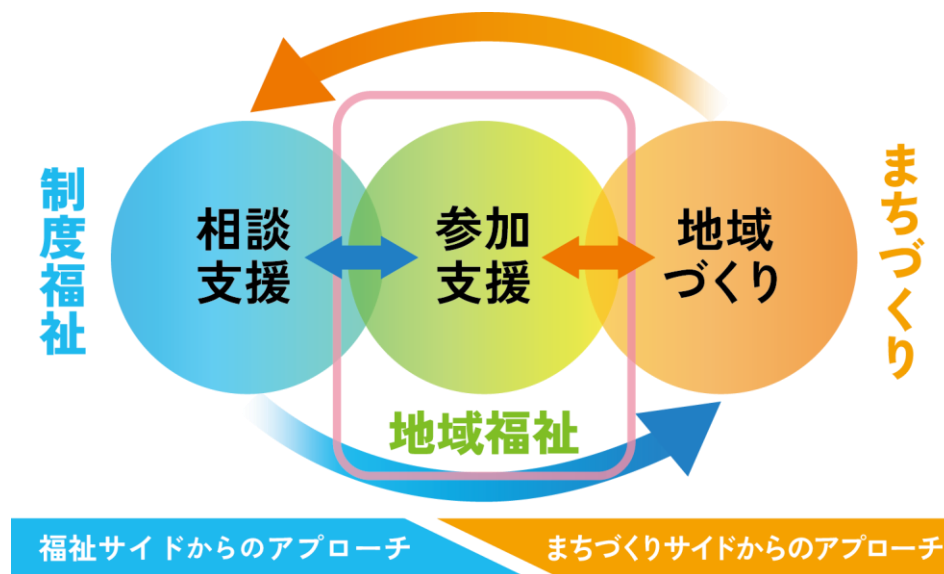 制度福祉
相談
支援
参加
支援
地域
づくり
まちづくり
地域福祉
福祉サイドからのアプローチ
まちづくりサイドからのアプローチ